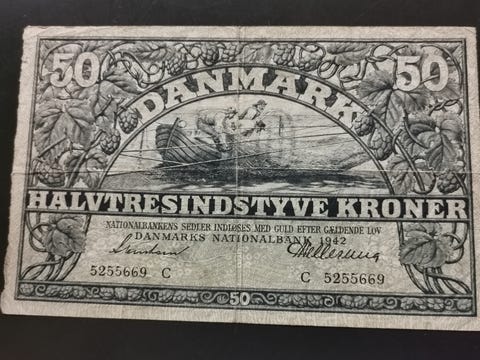 50 50
DANMARK
HALVTRESINDSTYVE KRONER
NATIONALBANKENS SEDLER INDLØSES MED GULD EFTER GÆLDENDE LOV
DANMARKS NATIONALBANK 1942
5255669 C C 5255669
50